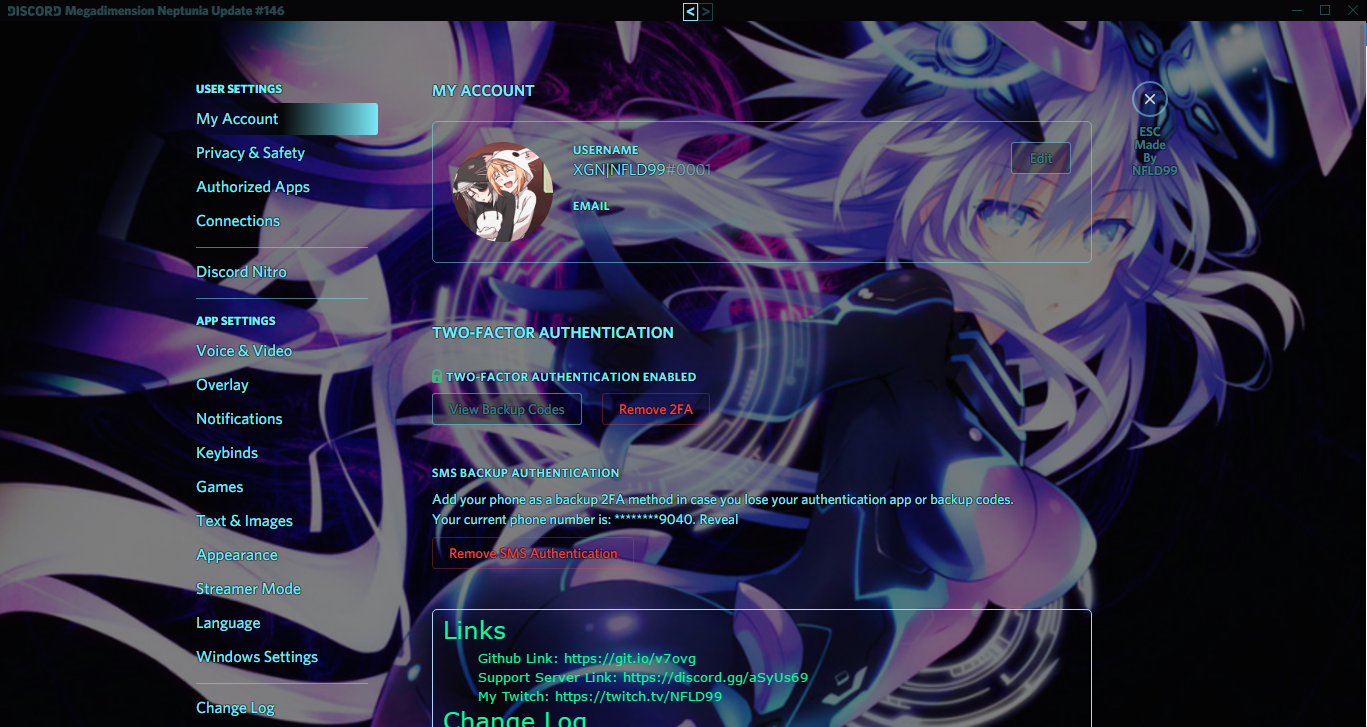 DISCORD Megadimension Neptunia Update #146
< >
USER SETTINGS
My Account
Privacy & Safety
Authorized Apps
Connections
Discord Nitro
APP SETTINGS
Voice & Video
Overlay
Notifications
Keybinds
Games
Text & Images
Appearance
Streamer Mode
Language
Windows Settings
Change Log
MY ACCOUNT
USERNAME
XGN|NFLD99#0001
Edit
EMAIL
TWO-FACTOR AUTHENTICATION
TWO-FACTOR AUTHENTICATION ENABLED
View Backup Codes
Remove 2FA
SMS BACKUP AUTHENTICATION
Add your phone as a backup 2FA method in case you lose your authentication app or backup codes.
Your current phone number is: ********9040. Reveal
Remove SMS Authentication
Links
Github Link: https://git.io/v7ovg
Support Server Link: https://discord.gg/aSyUs69
My Twitch: https://twitch.tv/NFLD99
Change Log
ESC
Made
By
NFLD99